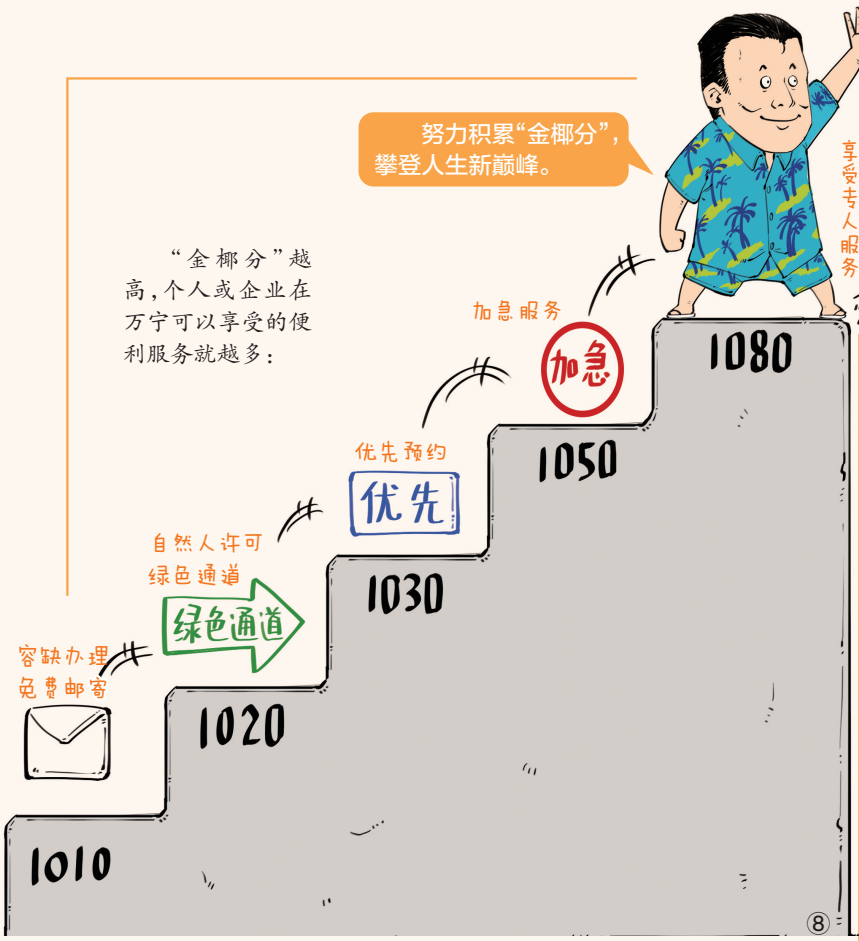 努力积累“金椰分”,
攀登人生新巅峰。
“金椰分”越
高,个人或企业在
万宁可以享受的便
利服务就越多:
享受专人服务
1080
加急服务
加急
1050
优先预约
优先
1030
自然人许可
绿色通道
绿色通道
1020
容缺办理
免费邮寄
1010
⑧